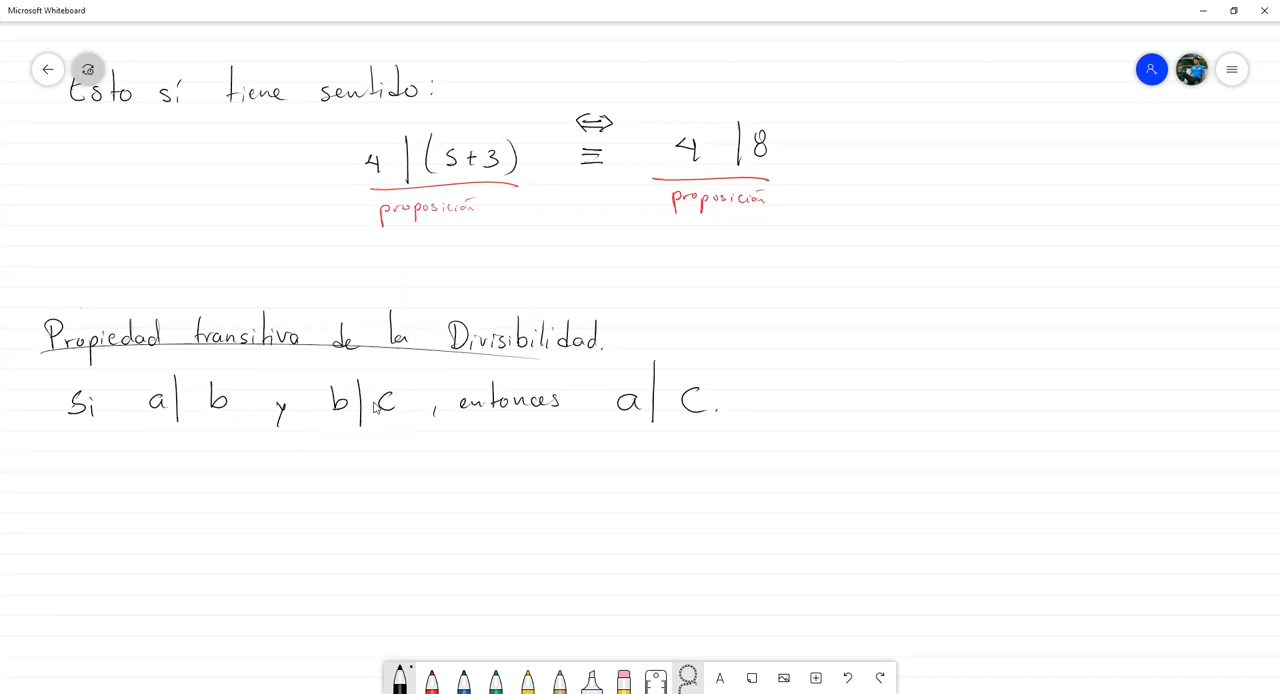 Microsoft Whiteboard
Esto sí tiene sentido:
4 | (5+3) ⇔ ≡ 4 | 8
proposición proposición
Propiedad transitiva de la Divisibilidad.
Si a| b y b| c , entonces a| c.